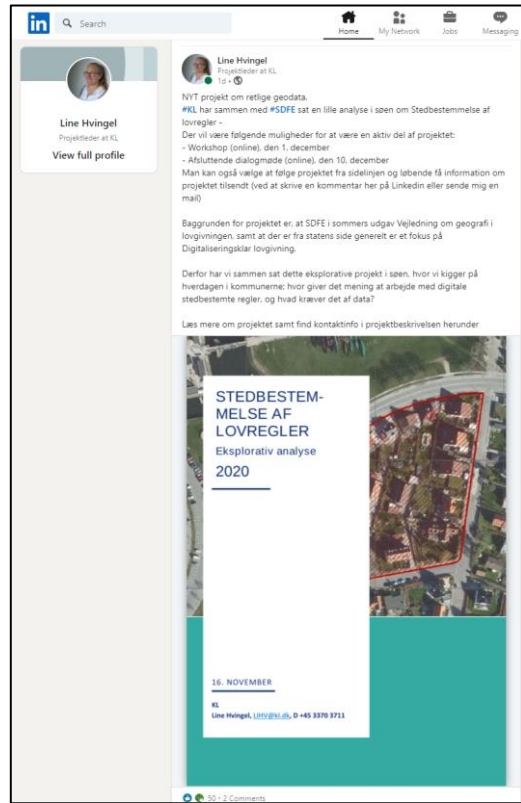 in
Search
Home
My Network
Jobs
Messaging
Line Hvingel
Projektleder at KL
View full profile
Line Hvingel
Projektleder at KL
1d •
NYT projekt om retlige geodata.
#KL har sammen med #SDFE sat en lille analyse i søen om Stedbestemmelse af
lovregler -
Der vil være følgende muligheder for at være en aktiv del af projektet:
- Workshop (online), den 1. december
- Afsluttende dialogmøde (online), den 10. december
Man kan også vælge at følge projektet fra sidelinjen og løbende få information om
projektet tilsendt (ved at skrive en kommentar her på Linkedin eller sende mig en
mail)
Baggrunden for projektet er, at SDFE i sommers udgav Vejledning om geografi i
lovgivningen, samt at der er fra statens side generelt er et fokus på
Digitaliseringsklar lovgivning.
Derfor har vi sammen sat dette eksplorative projekt i søen, hvor vi kigger på
hverdagen i kommunerne; hvor giver det mening at arbejde med digitale
stedbestemte regler, og hvad kræver det af data?
Læs mere om projektet samt find kontaktinfo i projektbeskrivelsen herunder
STEDBESTEM-
MELSE AF
LOVREGLER
Eksplorativ analyse
2020
16. NOVEMBER
KL
Line Hvingel, LIHV@kl.dk, D +45 3370 3711
50 • 2 Comments